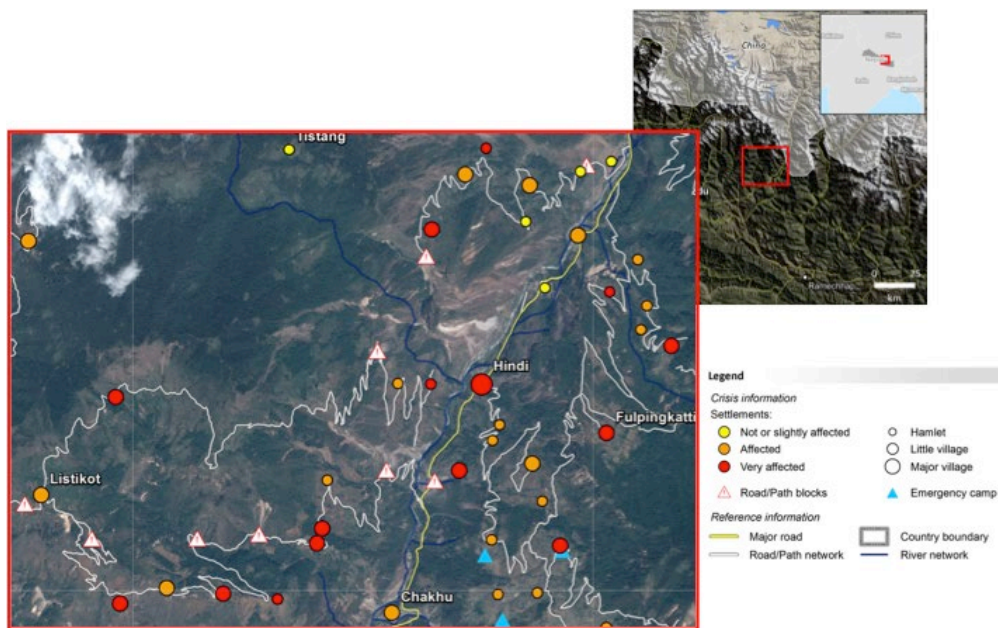 China
China
India
Ramechhap
0 25
km
Tistang
Hindi
Fulpingkatti
Listikot
Chakhu
Legend
Crisis information
Settlements:
Not or slightly affected
Hamlet
Affected
Little village
Very affected
Major village
Road/Path blocks
Emergency camp
Reference information
Major road
Country boundary
Road/Path network
River network